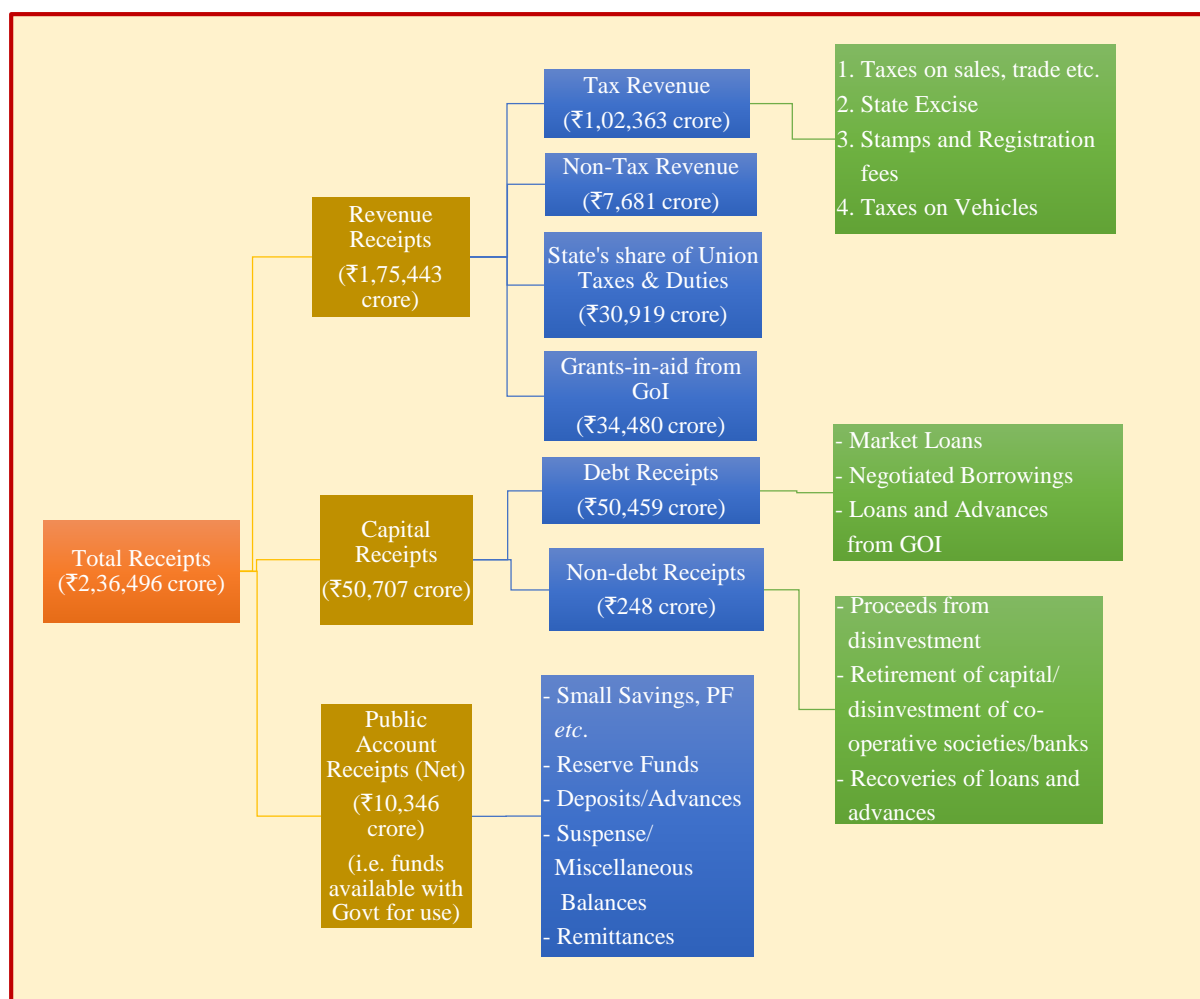 Total Receipts
(₹2,36,496 crore)
Revenue
Receipts
(₹1,75,443
crore)
Tax Revenue
(₹1,02,363 crore)
1. Taxes on sales, trade etc.
2. State Excise
3. Stamps and Registration
fees
4. Taxes on Vehicles
Non-Tax Revenue
(₹7,681 crore)
State's share of Union
Taxes & Duties
(₹30,919 crore)
Grants-in-aid from
GoI
(₹34,480 crore)
Capital
Receipts
(₹50,707 crore)
Debt Receipts
(₹50,459 crore)
- Market Loans
- Negotiated Borrowings
- Loans and Advances
from GOI
Non-debt Receipts
(₹248 crore)
- Proceeds from
disinvestment
- Retirement of capital/
disinvestment of co-
operative societies/banks
- Recoveries of loans and
advances
Public
Account
Receipts (Net)
(₹10,346
crore)
(i.e. funds
available with
Govt for use)
- Small Savings, PF
etc.
- Reserve Funds
- Deposits/Advances
- Suspense/
Miscellaneous
Balances
- Remittances